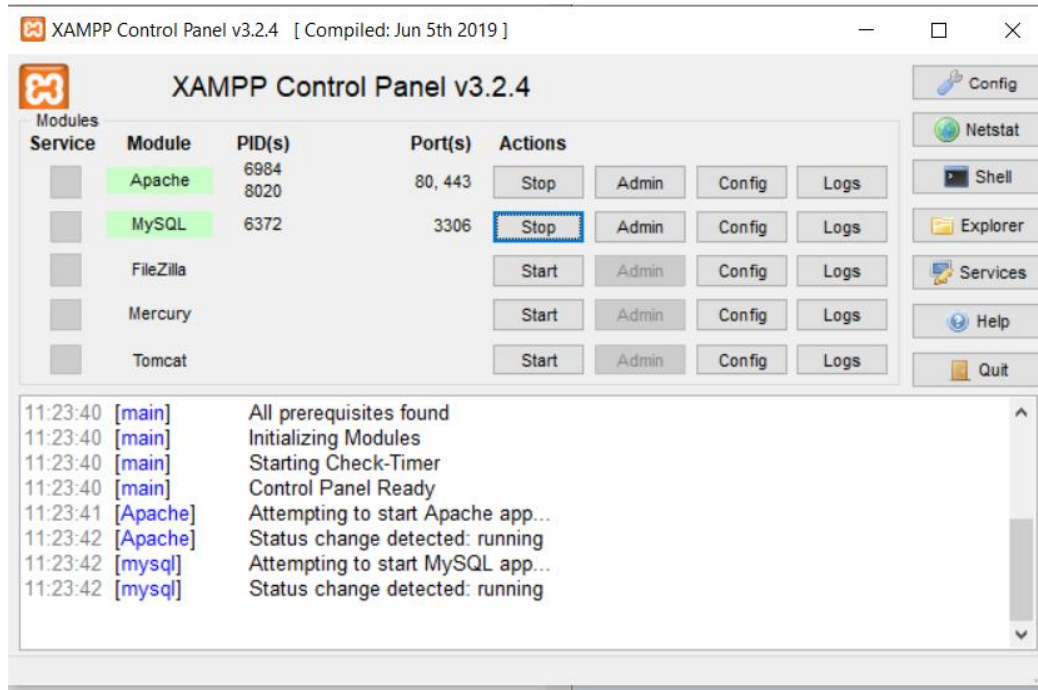 XAMPP Control Panel v3.2.4 [ Compiled: Jun 5th 2019 ]
XAMPP Control Panel v3.2.4
Config
Modules
Service Module PID(s) Port(s) Actions
Netstat
Apache 6984 8020 80, 443 Stop Admin Config Logs
Shell
MySQL 6372 3306 Stop Admin Config Logs
Explorer
FileZilla Start Admin Config Logs
Services
Mercury Start Admin Config Logs
Help
Tomcat Start Admin Config Logs
Quit
11:23:40 [main] All prerequisites found
11:23:40 [main] Initializing Modules
11:23:40 [main] Starting Check-Timer
11:23:40 [main] Control Panel Ready
11:23:41 [Apache] Attempting to start Apache app...
11:23:42 [Apache] Status change detected: running
11:23:42 [mysql] Attempting to start MySQL app...
11:23:42 [mysql] Status change detected: running